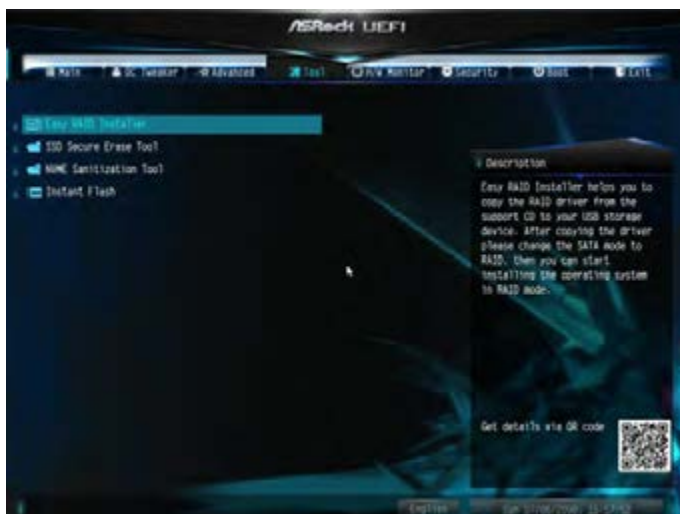 ASRock UEFI
Main OC Tweaker Advanced Tool H/W Monitor Security Boot Exit
Easy RAID Installer
SSD Secure Erase Tool
NVME Sanitization Tool
Instant Flash
Description
Easy RAID Installer helps you to
copy the RAID driver from the
support CD to your USB storage
device. After copying the driver
please change the SATA mode to
RAID, then you can start
installing the operating system
in RAID mode.
Get details via QR code
English